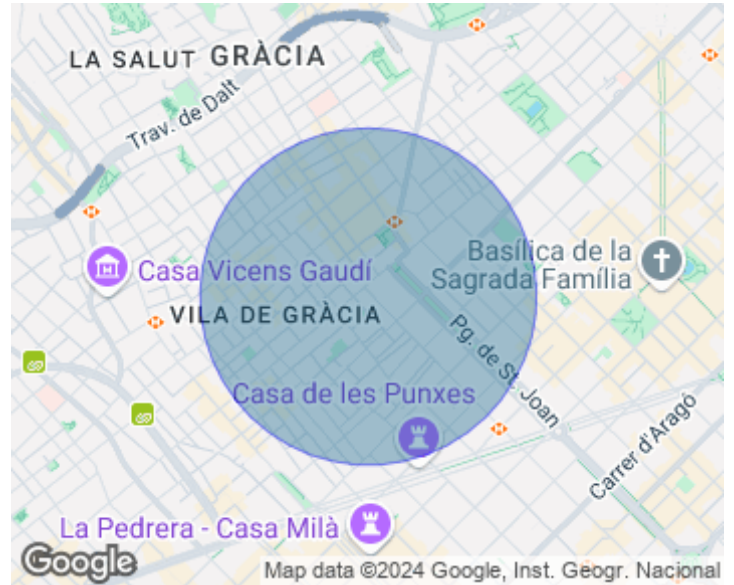 LA SALUT GRÀCIA
Trav. de Dalt
Casa Vicens Gaudí
Basílica de la
Sagrada Família
VILA DE GRÀCIA
Pg. de St. Joan
Casa de les Punxes
Carrer d'Aragó
La Pedrera - Casa Milà
Google
Map data ©2024 Google, Inst. Geogr. Nacional